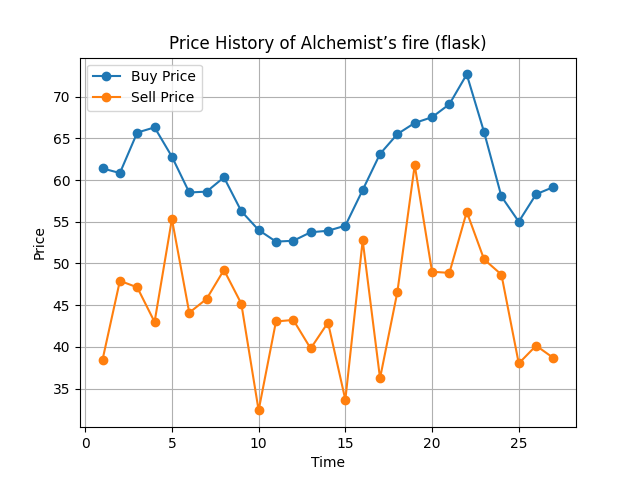 Price History of Alchemist’s fire (flask)
Buy Price
Sell Price
70
65
60
55
50
45
40
35
Price
0 5 10 15 20 25
Time